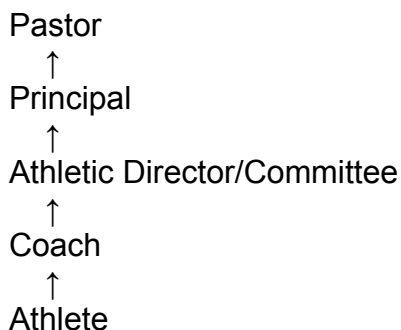 Pastor
↑
Principal
↑
Athletic Director/Committee
↑
Coach
↑
Athlete